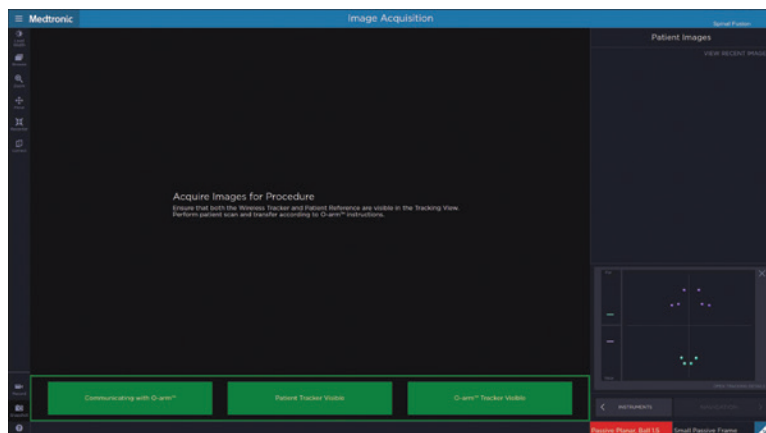 Medtronic
Image Acquisition
Spinal Fusion
Patient Images
VIEW RECENT IMAGE
Acquire Images for Procedure
Ensure that both the Wireless Tracker and Patient Reference are visible in the Tracking View.
Perform patient scan and transfer according to O-arm™ instructions.
Communicating with O-arm™
Patient Tracker Visible
O-arm™ Tracker Visible
INSTRUMENTS
NAVIGATION
Passive Planar, Ball 1.5
Small Passive Frame